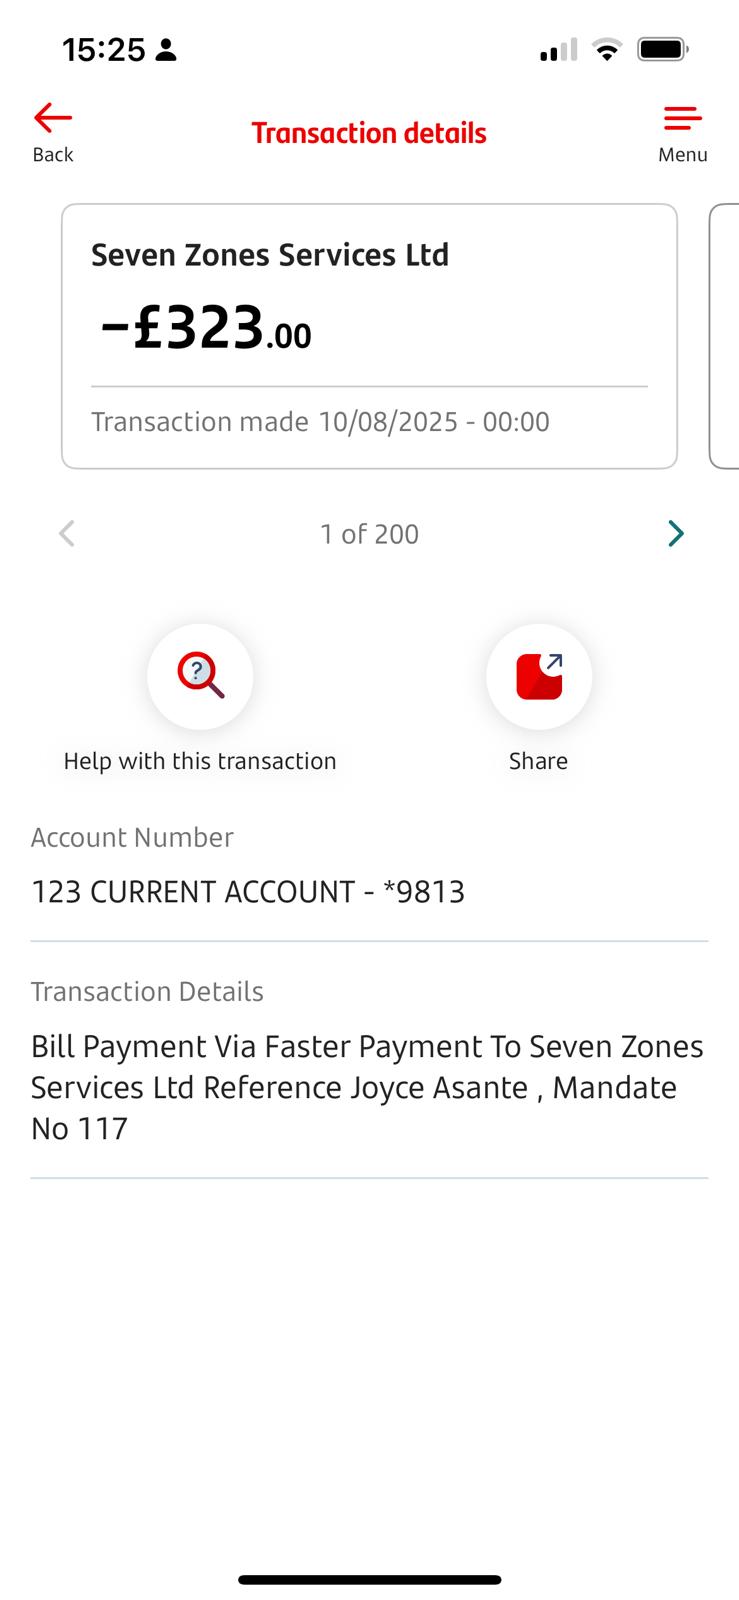 15:25
Back
Transaction details
Menu
Seven Zones Services Ltd
-£323.00
Transaction made 10/08/2025 - 00:00
1 of 200
?
Help with this transaction
Share
Account Number
123 CURRENT ACCOUNT - *9813
Transaction Details
Bill Payment Via Faster Payment To Seven Zones
Services Ltd Reference Joyce Asante , Mandate
No 117